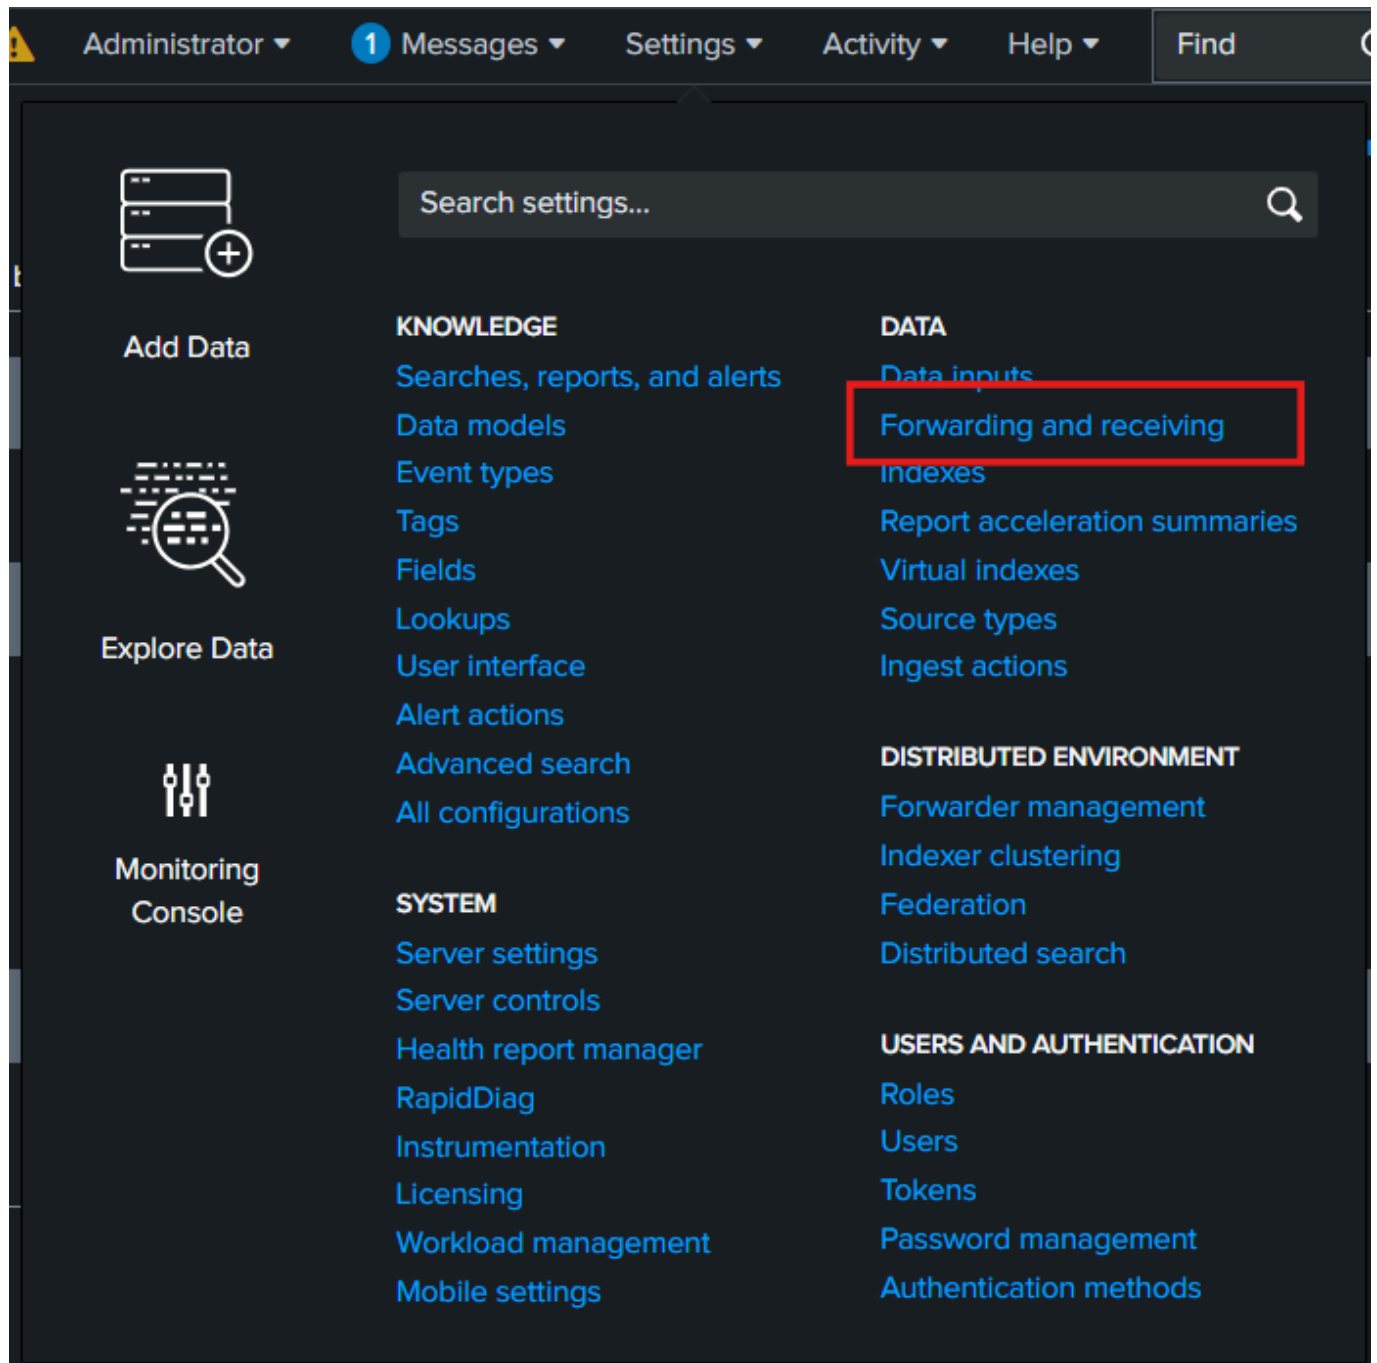 Administrator 1 Messages Settings Activity Help Find
Search settings...
Add Data
Explore Data
Monitoring
Console
KNOWLEDGE
Searches, reports, and alerts
Data models
Event types
Tags
Fields
Lookups
User interface
Alert actions
Advanced search
All configurations
SYSTEM
Server settings
Server controls
Health report manager
RapidDiag
Instrumentation
Licensing
Workload management
Mobile settings
DATA
Data inputs
Forwarding and receiving
Indexes
Report acceleration summaries
Virtual indexes
Source types
Ingest actions
DISTRIBUTED ENVIRONMENT
Forwarder management
Indexer clustering
Federation
Distributed search
USERS AND AUTHENTICATION
Roles
Users
Tokens
Password management
Authentication methods